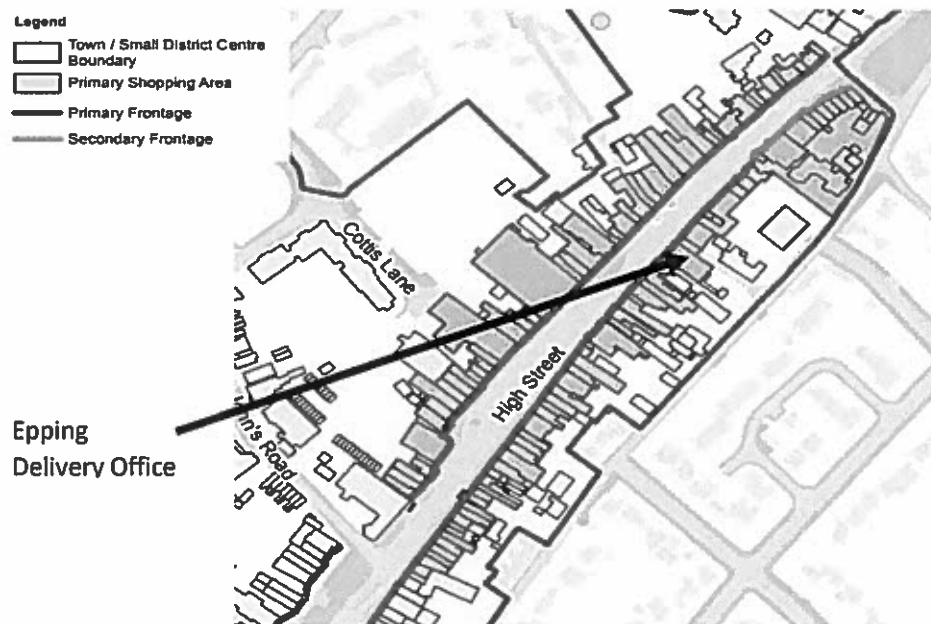 Legend
Town / Small District Centre
Boundary
Primary Shopping Area
Primary Frontage
Secondary Frontage
Cottis Lane
High Street
Epping
Delivery Office
Road